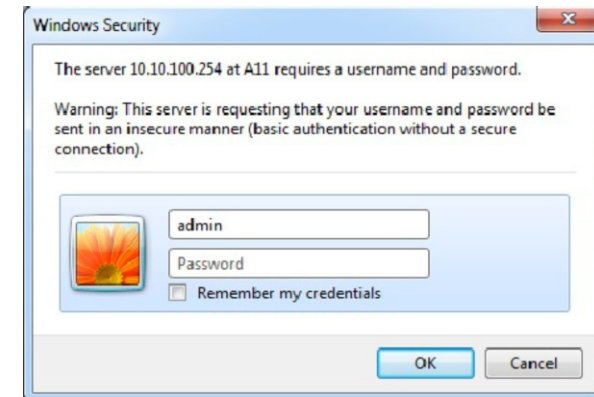 Windows Security
The server 10.10.100.254 at A11 requires a username and password.
Warning: This server is requesting that your username and password be
sent in an insecure manner (basic authentication without a secure
connection).
admin
Password
Remember my credentials
OK Cancel